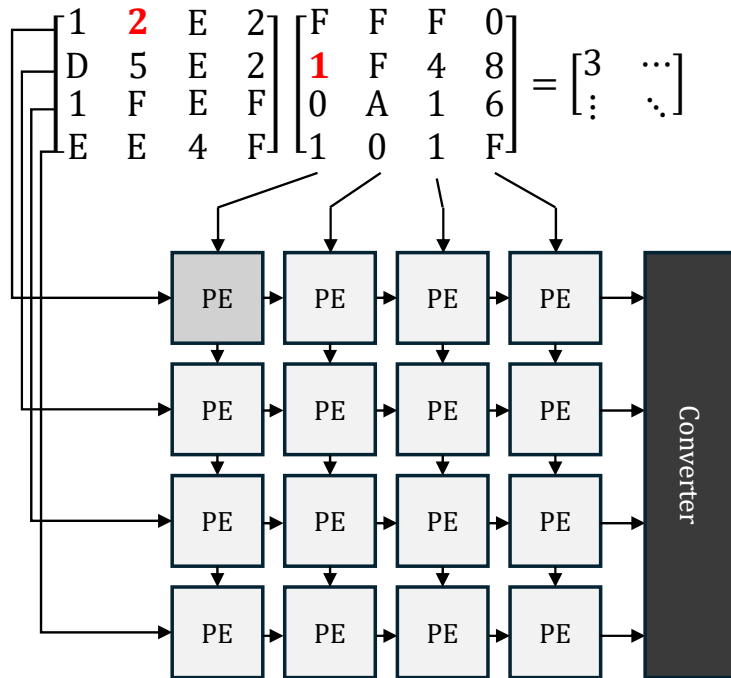 1 2 E 2 F F F 0
D 5 E 2 1 F 4 8 = 3 ⋯
1 F E F 0 A 1 6 ⋮ ⋱
E E 4 F 1 0 1 F
PE PE PE PE
PE PE PE PE
PE PE PE PE
PE PE PE PE
Converter